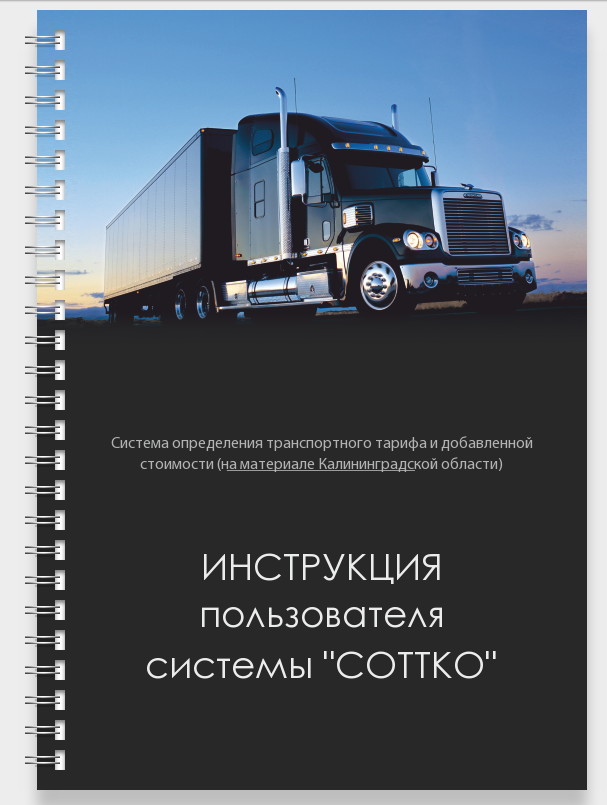 Система определения транспортного тарифа и добавленной
стоимости (на материале Калининградской области)
ИНСТРУКЦИЯ
пользователя
системы "СОТТКО"